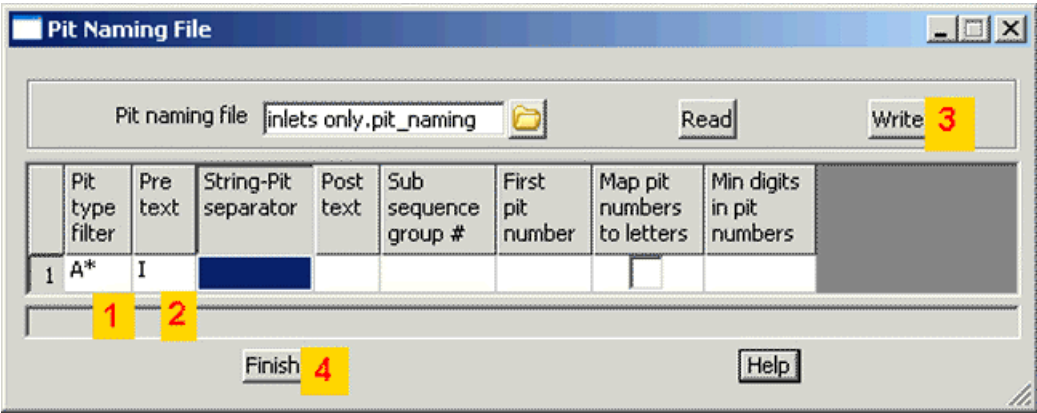 Pit Naming File
Pit naming file inlets only.pit_naming Read Write 3
Pit type filter Pre text String-Pit separator Post text Sub sequence group # First pit number Map pit numbers to letters Min digits in pit numbers
1 A* I
1 2
Finish 4 Help